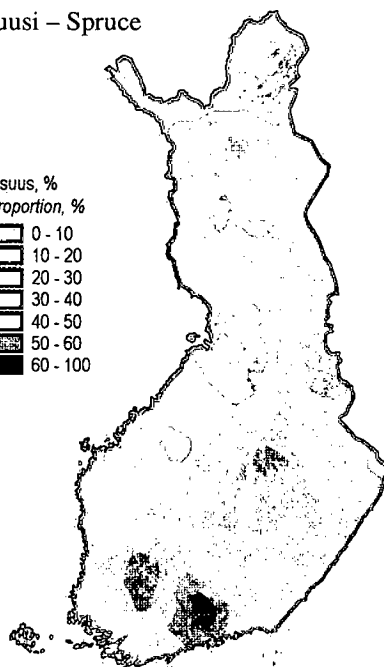 uusi – Spruce
suus, %
roportion, %
0 - 10
10 - 20
20 - 30
30 - 40
40 - 50
50 - 60
60 - 100